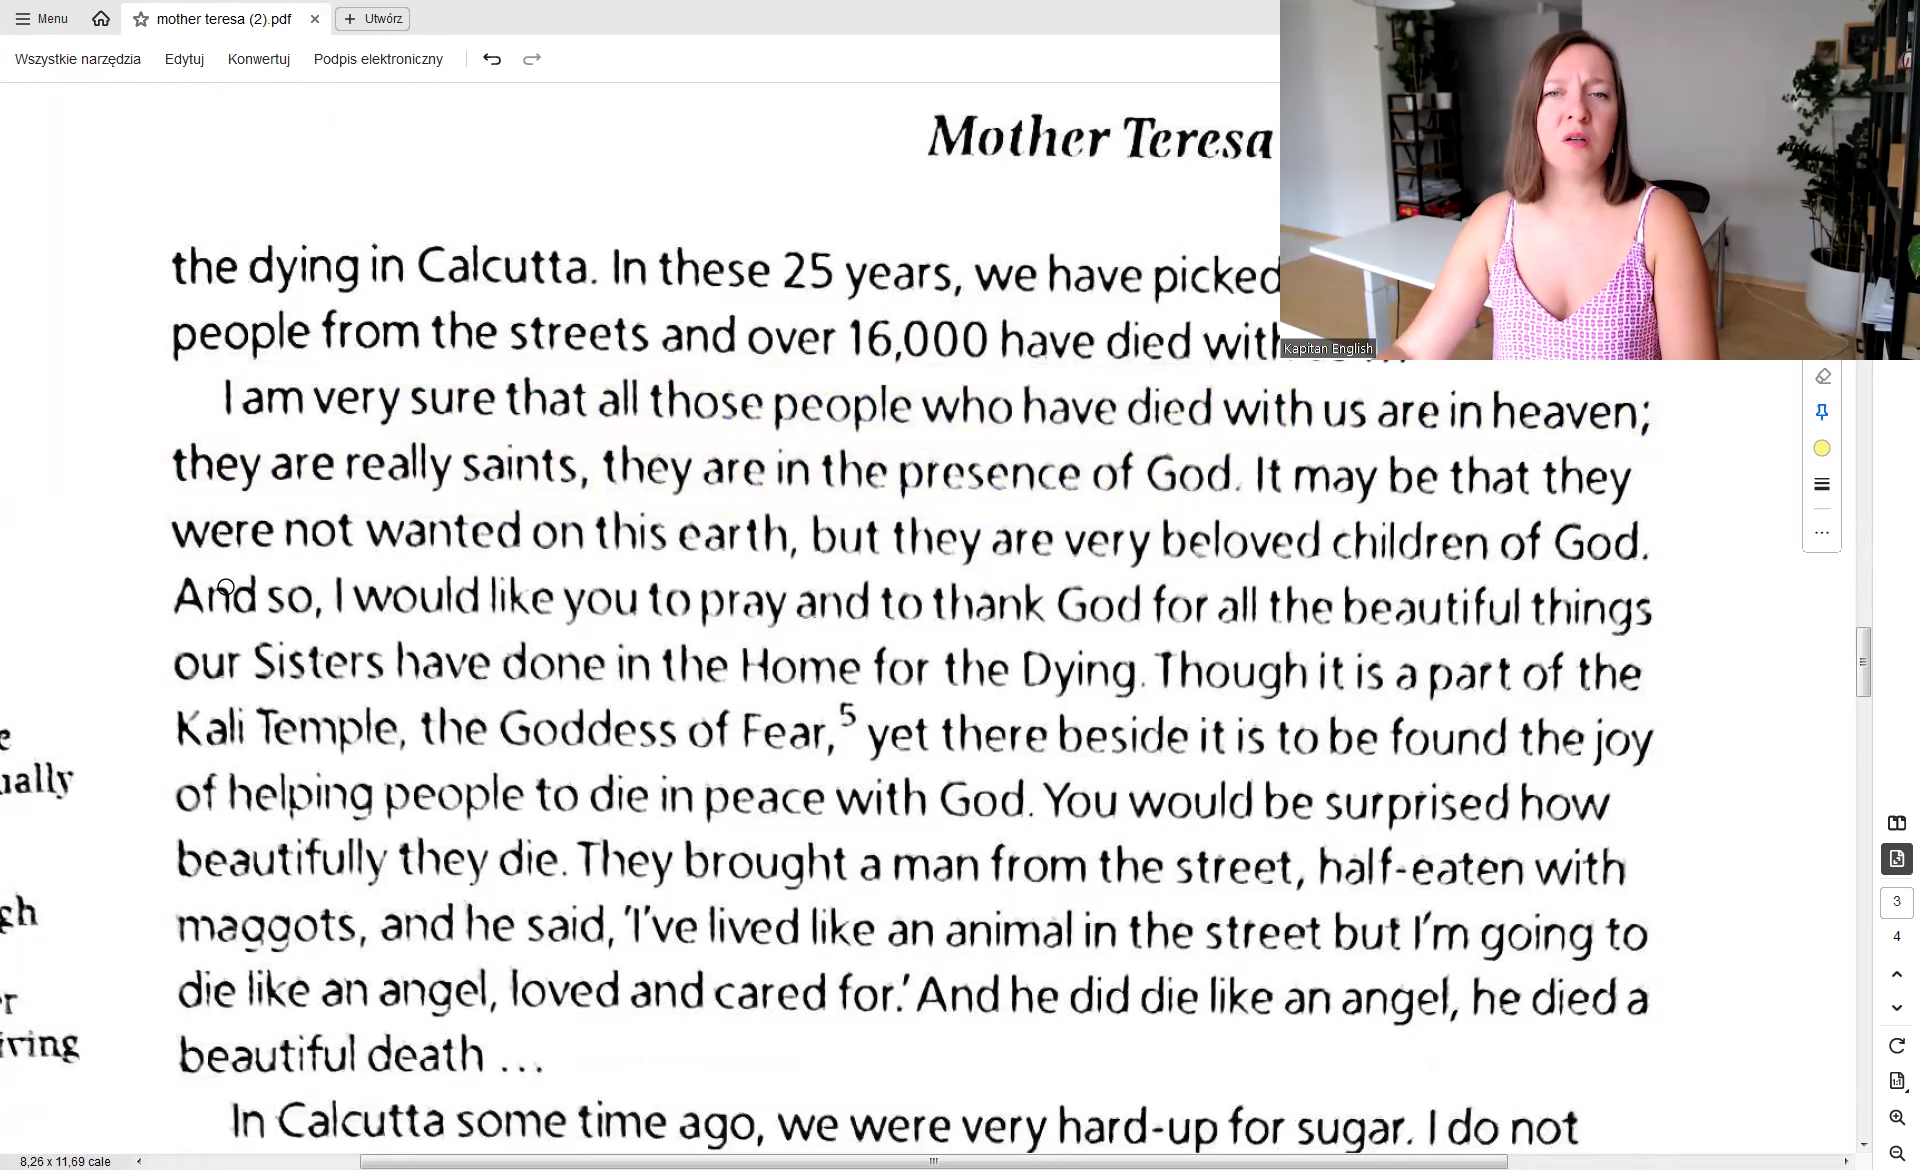 Menu
mother teresa (2).pdf
Utwórz
Wszystkie narzędzia Edytuj Konwertuj Podpis elektroniczny
Mother Teresa
the dying in Calcutta. In these 25 years, we have picked
people from the streets and over 16,000 have died with
Kapitan English
I am very sure that all those people who have died with us are in heaven;
they are really saints, they are in the presence of God. It may be that they
were not wanted on this earth, but they are very beloved children of God.
And so, I would like you to pray and to thank God for all the beautiful things
our Sisters have done in the Home for the Dying. Though it is a part of the
Kali Temple, the Goddess of Fear,5 yet there beside it is to be found the joy
of helping people to die in peace with God. You would be surprised how
beautifully they die. They brought a man from the street, half-eaten with
maggots, and he said, 'I've lived like an animal in the street but I'm going to
die like an angel, loved and cared for.' And he did die like an angel, he died a
beautiful death ...
In Calcutta some time ago, we were very hard-up for sugar. I do not
3
4
8,26 x 11,69 cale